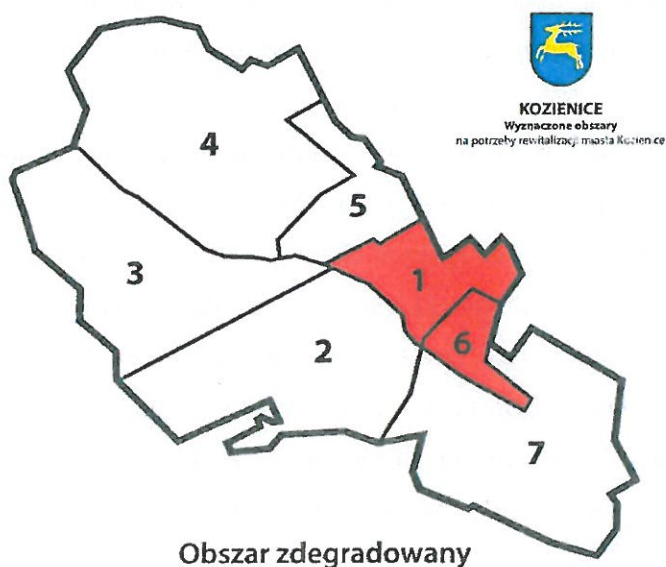 KOZIENICE
Wyznaczone obszary
na potrzeby rewitalizacji miasta Kozienice
4
5
3
1
2
6
7
Obszar zdegradowany